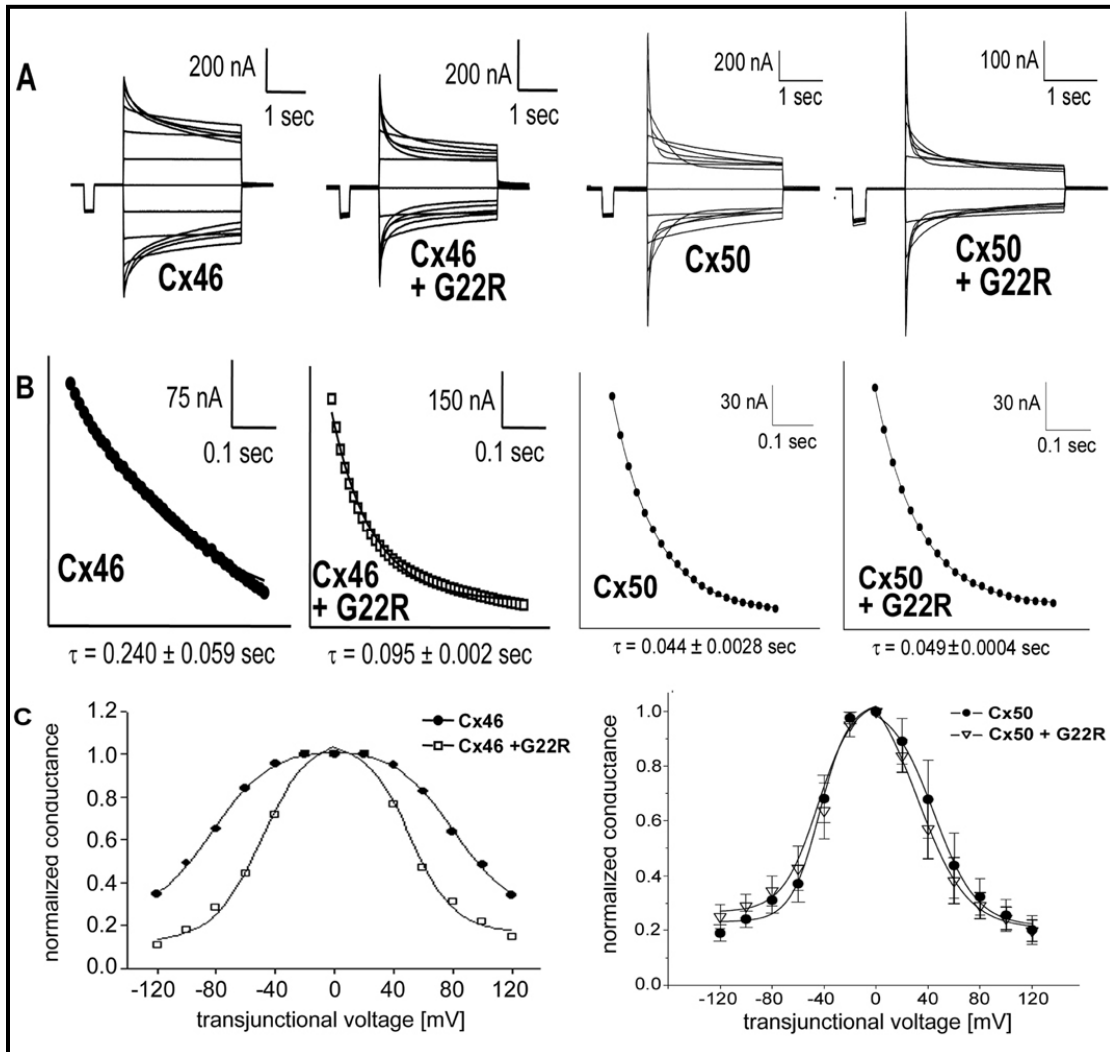 A
200 nA
1 sec
Cx46
200 nA
1 sec
Cx46
+ G22R
200 nA
1 sec
Cx50
100 nA
1 sec
Cx50
+ G22R
B
75 nA
0.1 sec
Cx46
τ = 0.240 ± 0.059 sec
150 nA
0.1 sec
Cx46
+ G22R
τ = 0.095 ± 0.002 sec
30 nA
0.1 sec
Cx50
τ = 0.044 ± 0.0028 sec
30 nA
0.1 sec
Cx50
+ G22R
τ = 0.049±0.0004 sec
C
normalized conductance
1.2
1.0
0.8
0.6
0.4
0.2
0.0
Cx46
Cx46 +G22R
-120 -80 -40 0 40 80 120
transjunctional voltage [mV]
normalized conductance
1.0
0.8
0.6
0.4
0.2
0.0
Cx50
Cx50 + G22R
-120 -80 -40 0 40 80 120
transjunctional voltage [mV]